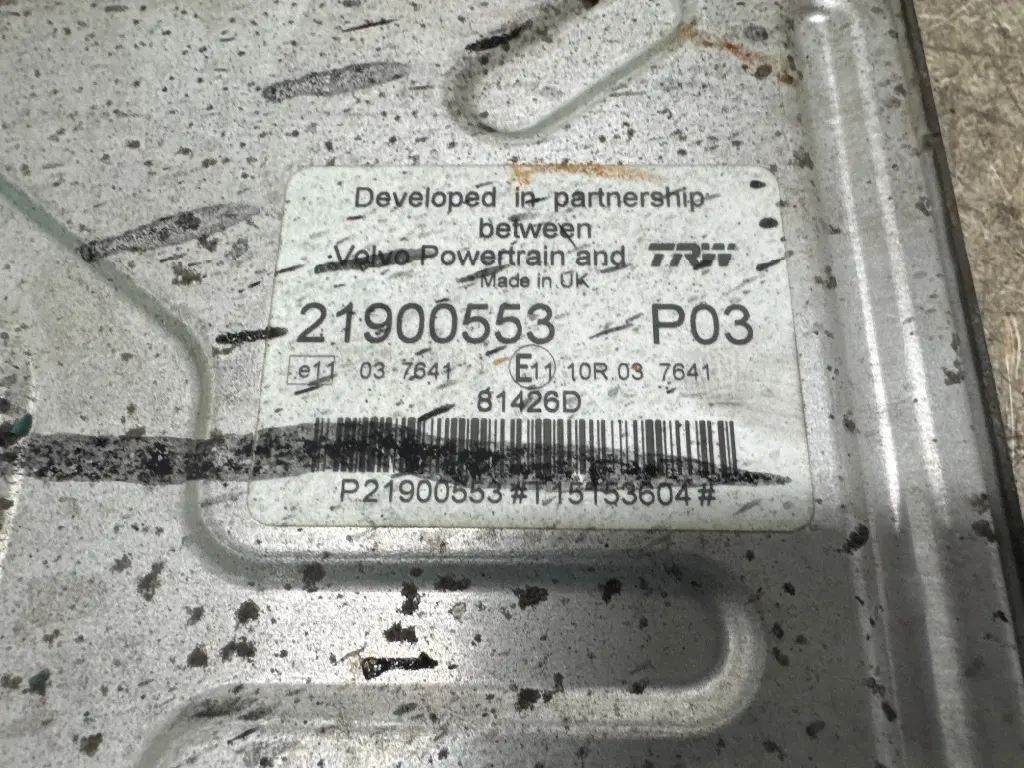 Developed in partnership
between
Volvo Powertrain and TRW
Made in UK
21900553 P03
e11 03 7641 E11 10R.03 7641
81426D
P21900553#T15153604#